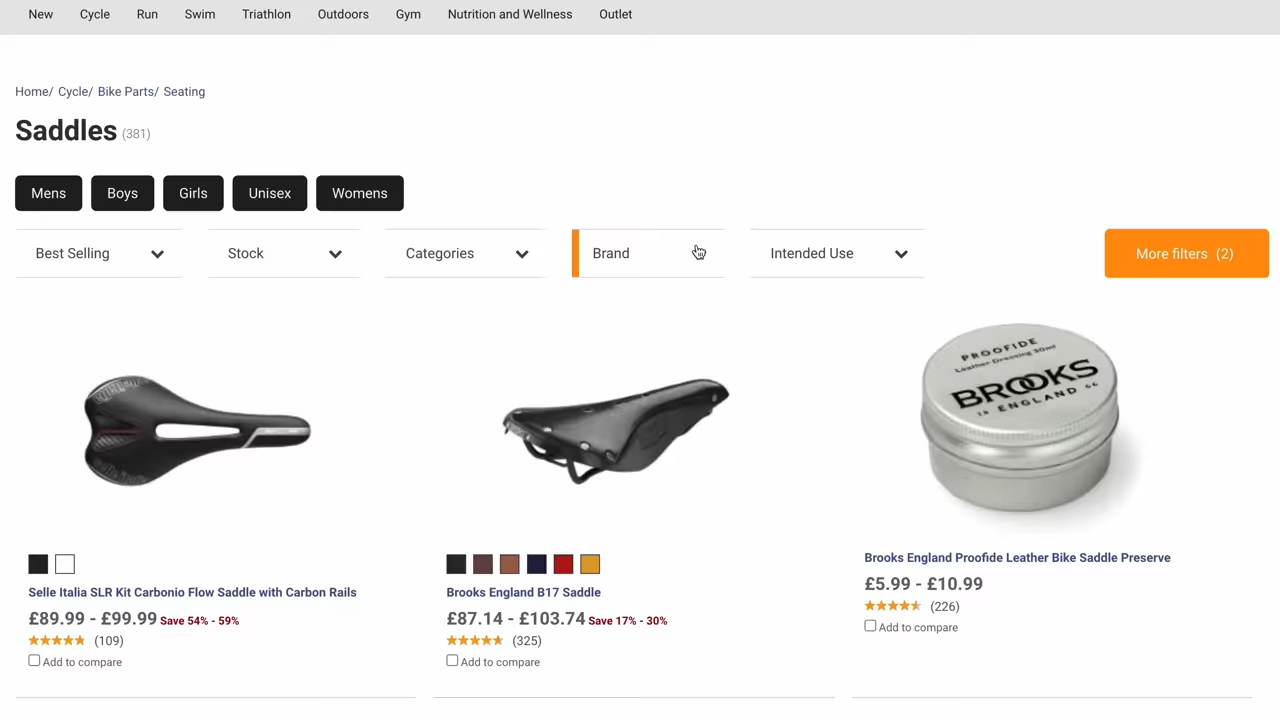 New Cycle Run Swim Triathlon Outdoors Gym Nutrition and Wellness Outlet
Home/ Cycle/ Bike Parts/ Seating
Saddles (381)
Mens Boys Girls Unisex Womens
Best Selling Stock Categories Brand Intended Use More filters (2)
PROOFIDE
Leather Dressing 30ml
BROOKS
ENGLAND
Selle Italia SLR Kit Carbonio Flow Saddle with Carbon Rails
£89.99 - £99.99 Save 54% - 59%
(109)
Add to compare
Brooks England B17 Saddle
£87.14 - £103.74 Save 17% - 30%
(325)
Add to compare
Brooks England Proofide Leather Bike Saddle Preserve
£5.99 - £10.99
(226)
Add to compare